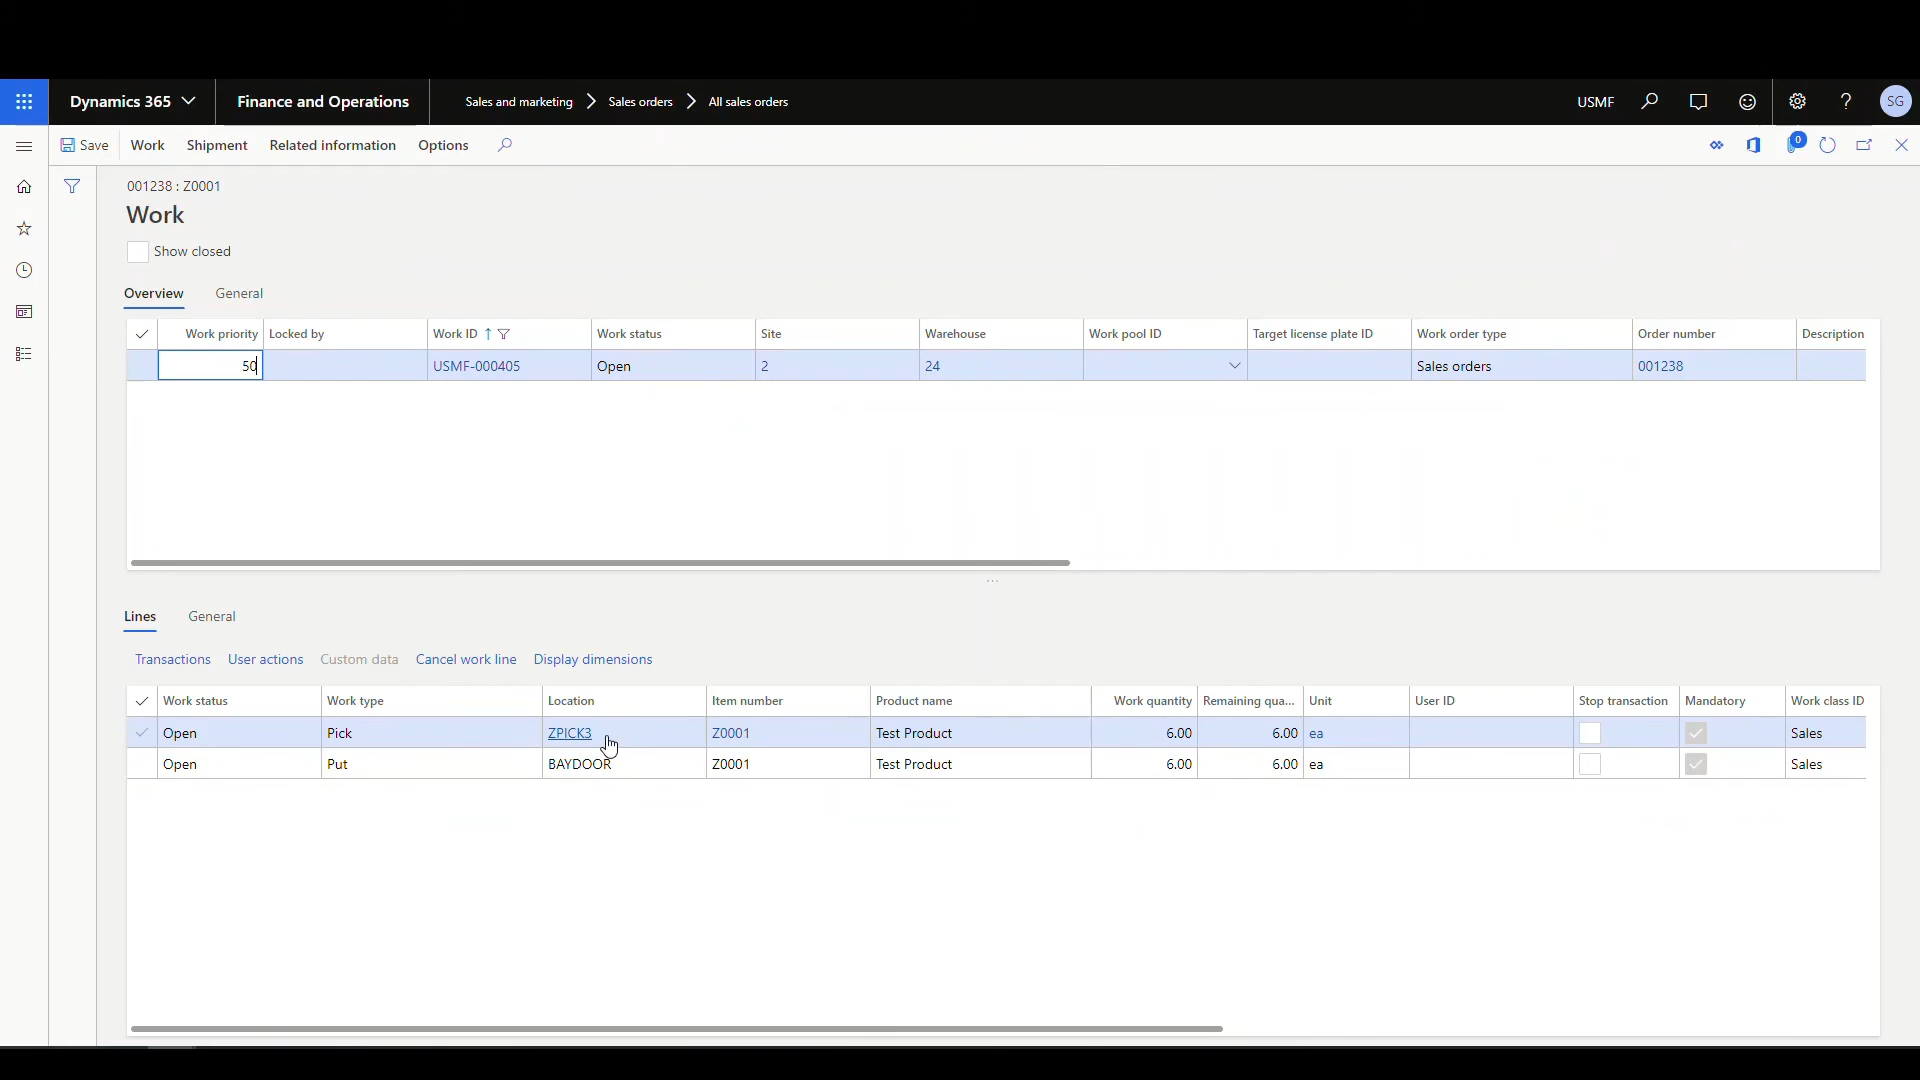 Dynamics 365 Finance and Operations Sales and marketing Sales orders All sales orders USMF ? SG
Save Work Shipment Related information Options 0
001238 : Z0001
Work
Show closed
Overview General
Work priority Locked by Work ID Work status Site Warehouse Work pool ID Target license plate ID Work order type Order number Description
50 USMF-000405 Open 2 24 Sales orders 001238
...
Lines General
Transactions User actions Custom data Cancel work line Display dimensions
Work status Work type Location Item number Product name Work quantity Remaining qua... Unit User ID Stop transaction Mandatory Work class ID
Open Pick ZPICK3 Z0001 Test Product 6.00 6.00 ea Sales
Open Put BAYDOOR Z0001 Test Product 6.00 6.00 ea Sales